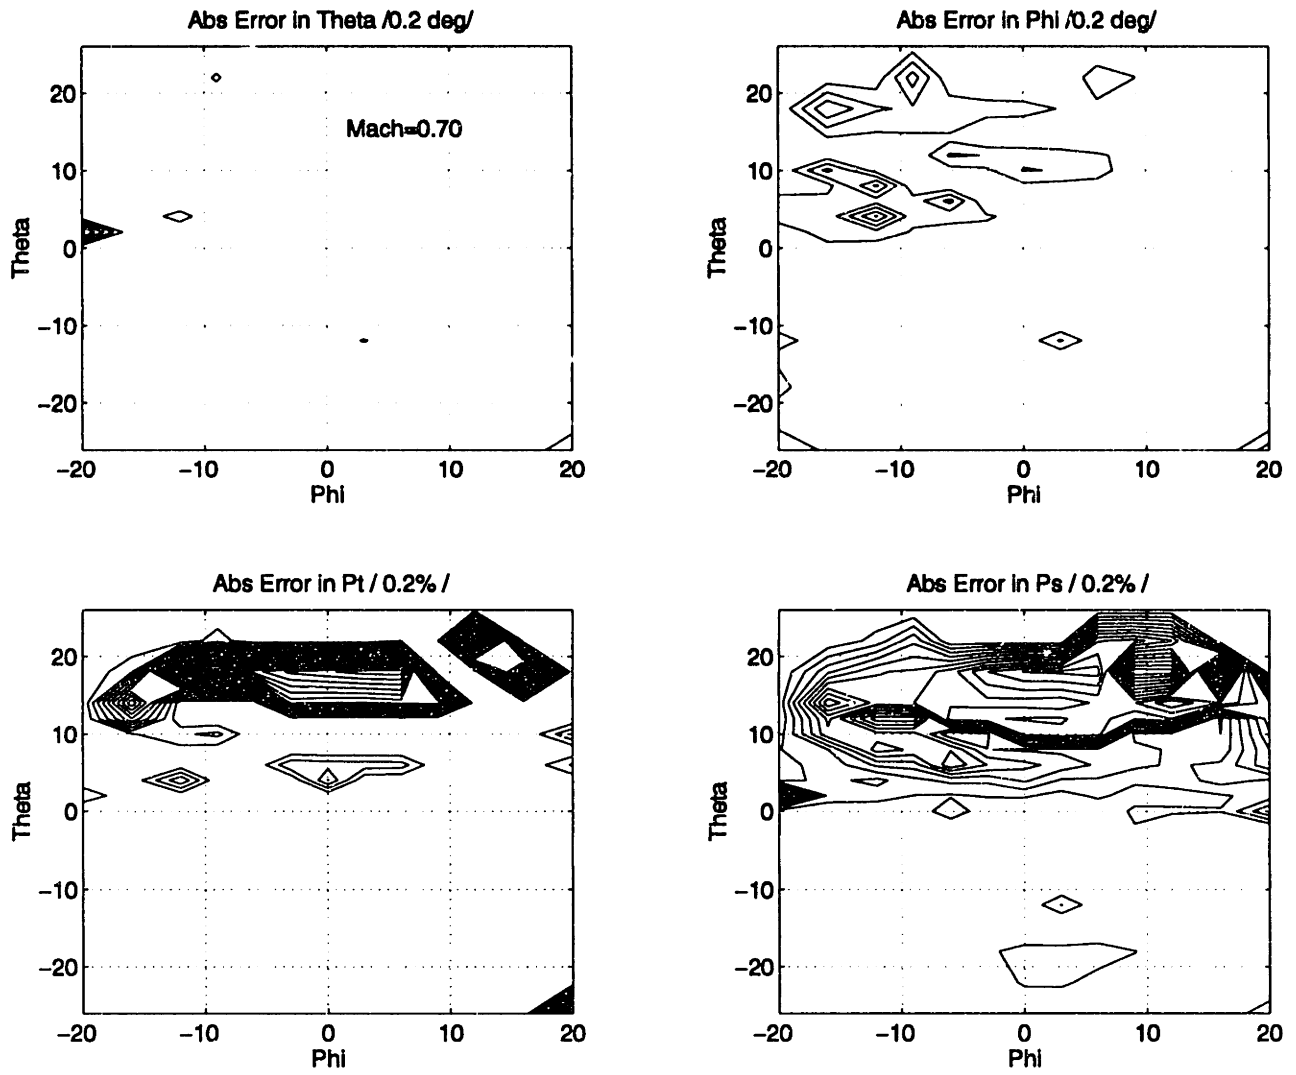 Abs Error in Theta /0.2 deg/
Mach=0.70
20
10
0
−10
−20
Theta
−20 −10 0 10 20
Phi
Abs Error in Phi /0.2 deg/
20
10
0
−10
−20
Theta
−20 −10 0 10 20
Phi
Abs Error in Pt / 0.2% /
20
10
0
−10
−20
Theta
−20 −10 0 10 20
Phi
Abs Error in Ps / 0.2% /
20
10
0
−10
−20
Theta
−20 −10 0 10 20
Phi